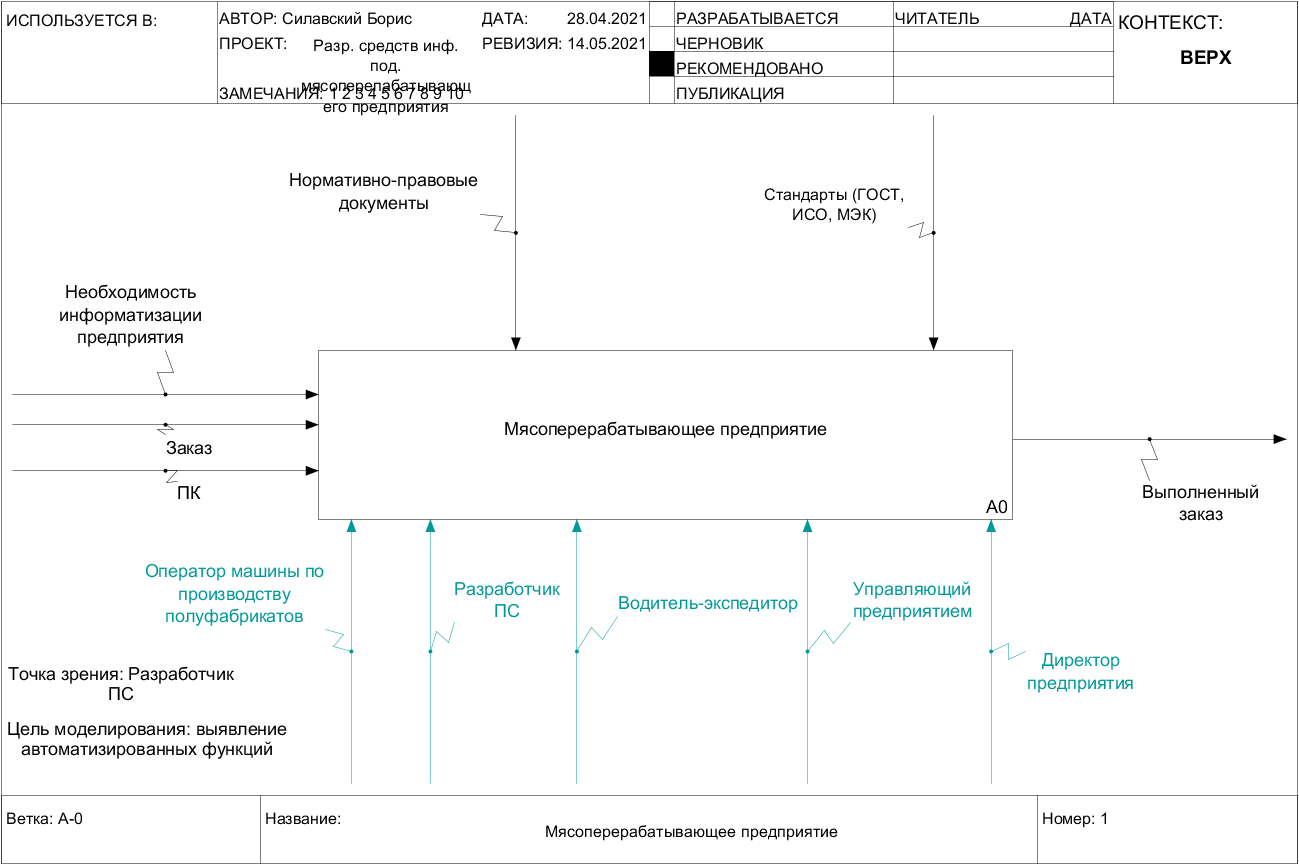 ИСПОЛЬЗУЕТСЯ В:
АВТОР: Силавский Борис
ДАТА: 28.04.2021
ПРОЕКТ: Разр. средств инф.
под.
мясоперерабатывающ
его предприятия
РЕВИЗИЯ: 14.05.2021
ЗАМЕЧАНИЯ: 1 2 3 4 5 6 7 8 9 10
РАЗРАБАТЫВАЕТСЯ
ЧЕРНОВИК
РЕКОМЕНДОВАНО
ПУБЛИКАЦИЯ
ЧИТАТЕЛЬ ДАТА
КОНТЕКСТ:
ВЕРХ
Нормативно-правовые
документы
Стандарты (ГОСТ,
ИСО, МЭК)
Необходимость
информатизации
предприятия
Заказ
ПК
Мясоперерабатывающее предприятие
A0
Выполненный
заказ
Оператор машины по
производству
полуфабрикатов
Разработчик
ПС
Водитель-экспедитор
Управляющий
предприятием
Директор
предприятия
Точка зрения: Разработчик
ПС
Цель моделирования: выявление
автоматизированных функций
Ветка: A-0
Название:
Мясоперерабатывающее предприятие
Номер: 1